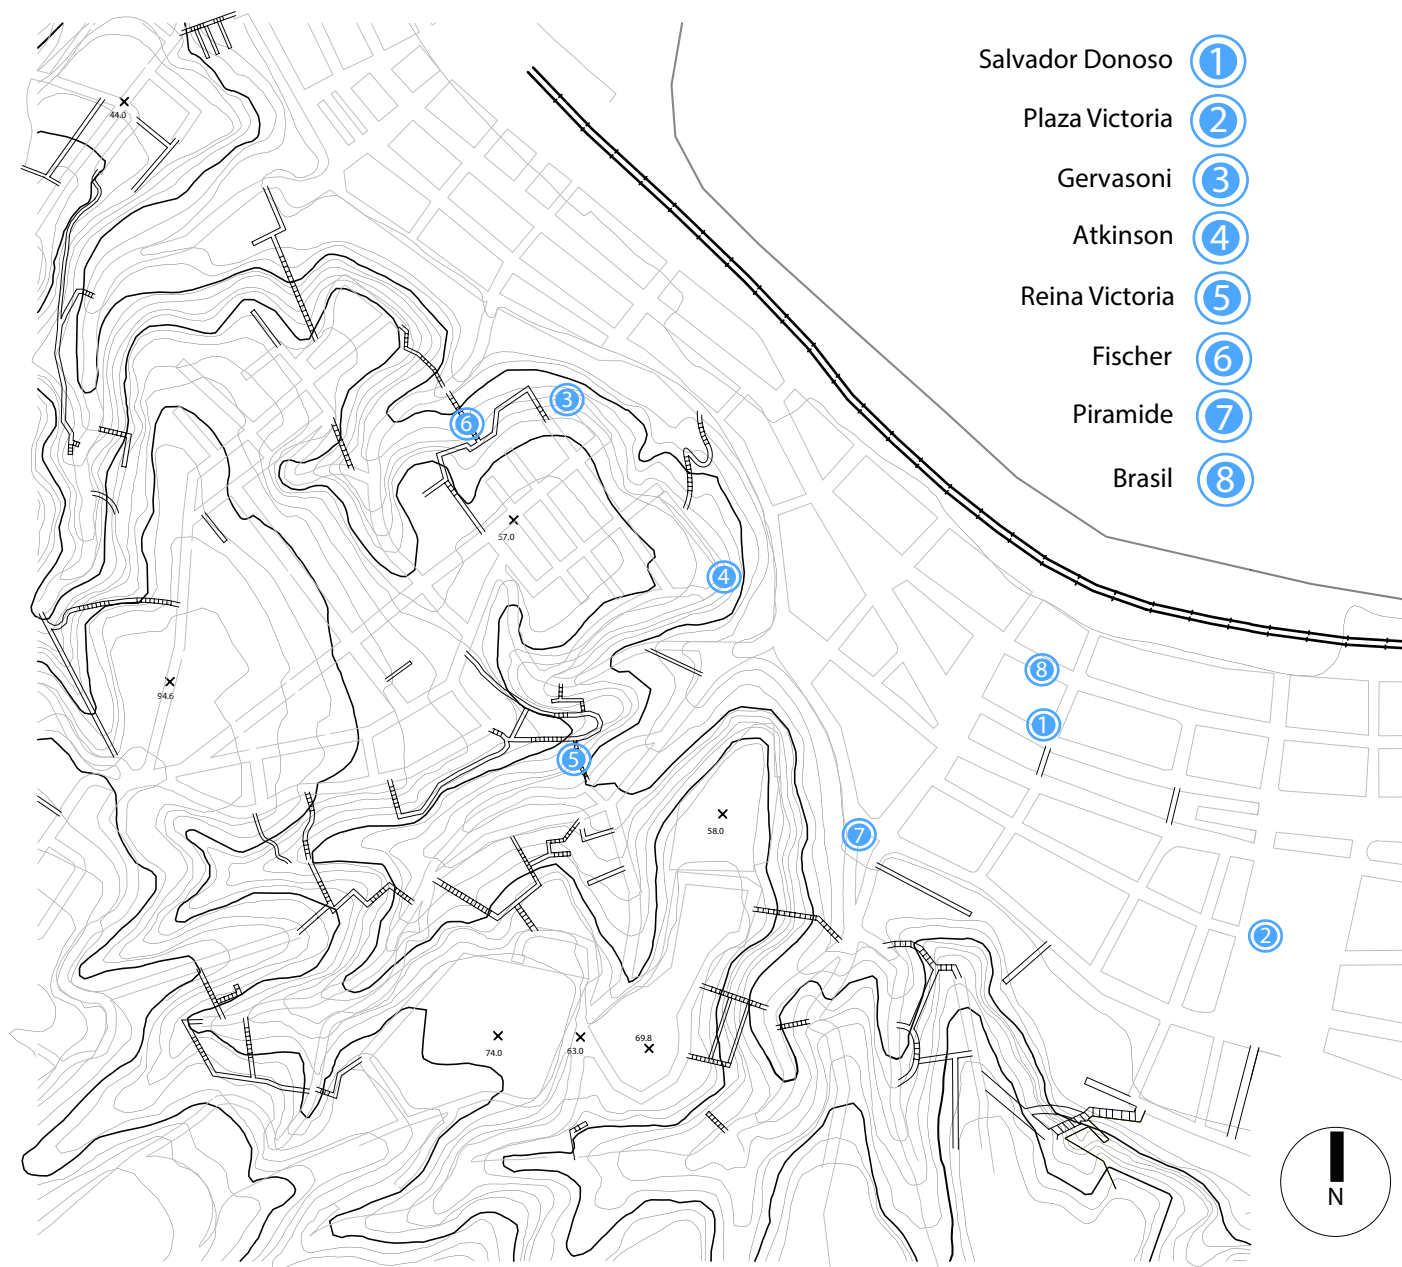 Salvador Donoso 1
Plaza Victoria 2
Gervasoni 3
Atkinson 4
Reina Victoria 5
Fischer 6
Piramide 7
Brasil 8
44.0
3
6
57.0
4
8
94.6
1
5
58.0
7
2
74.0
63.0
69.8
N